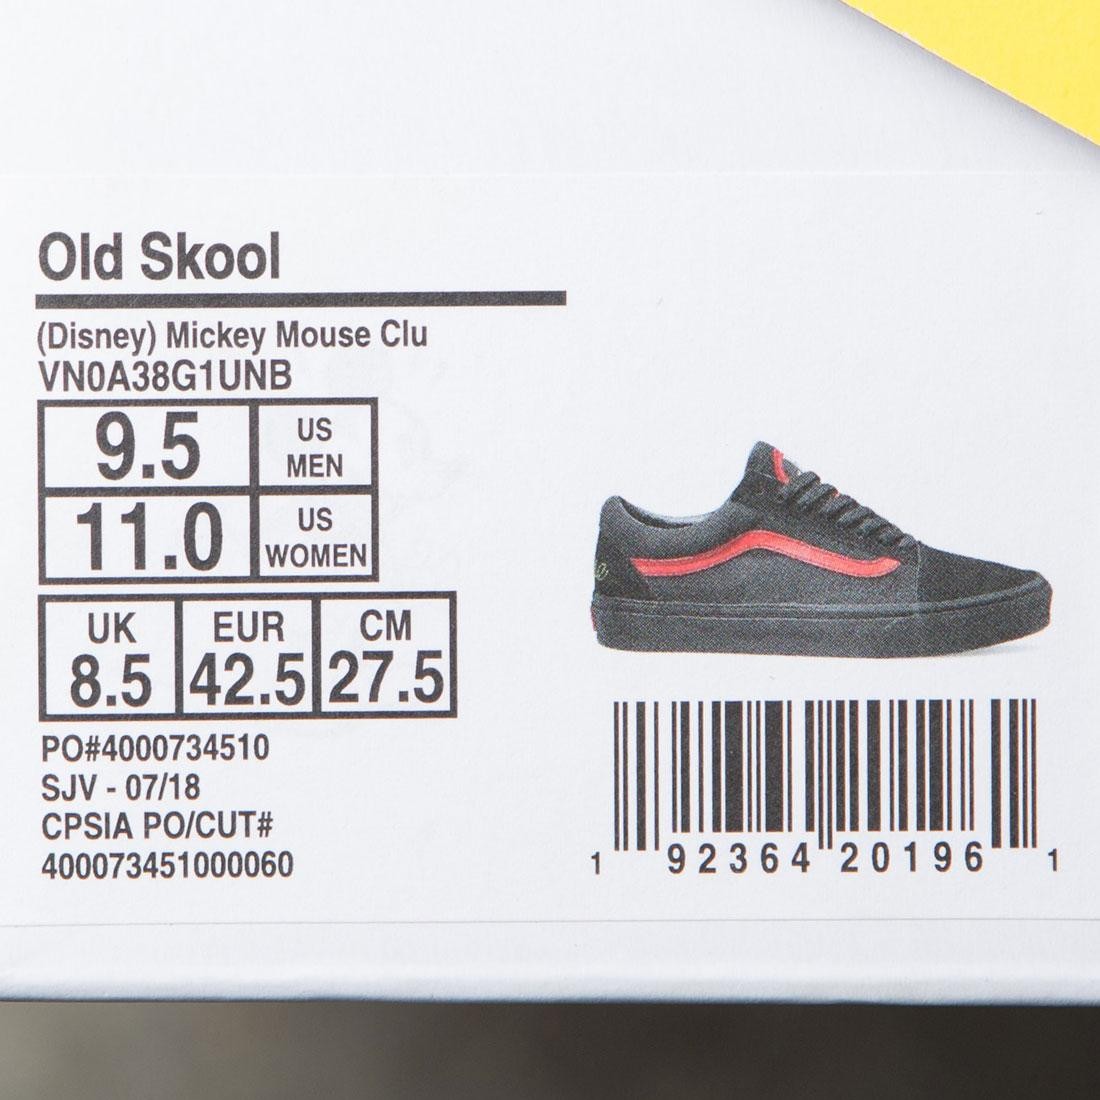 Old Skool
(Disney) Mickey Mouse Clu
VN0A38G1UNB
9.5 US MEN
11.0 US WOMEN
UK EUR CM
8.5 42.5 27.5
PO#4000734510
SJV - 07/18
CPSIA PO/CUT#
400073451000060
1 92364 20196 1